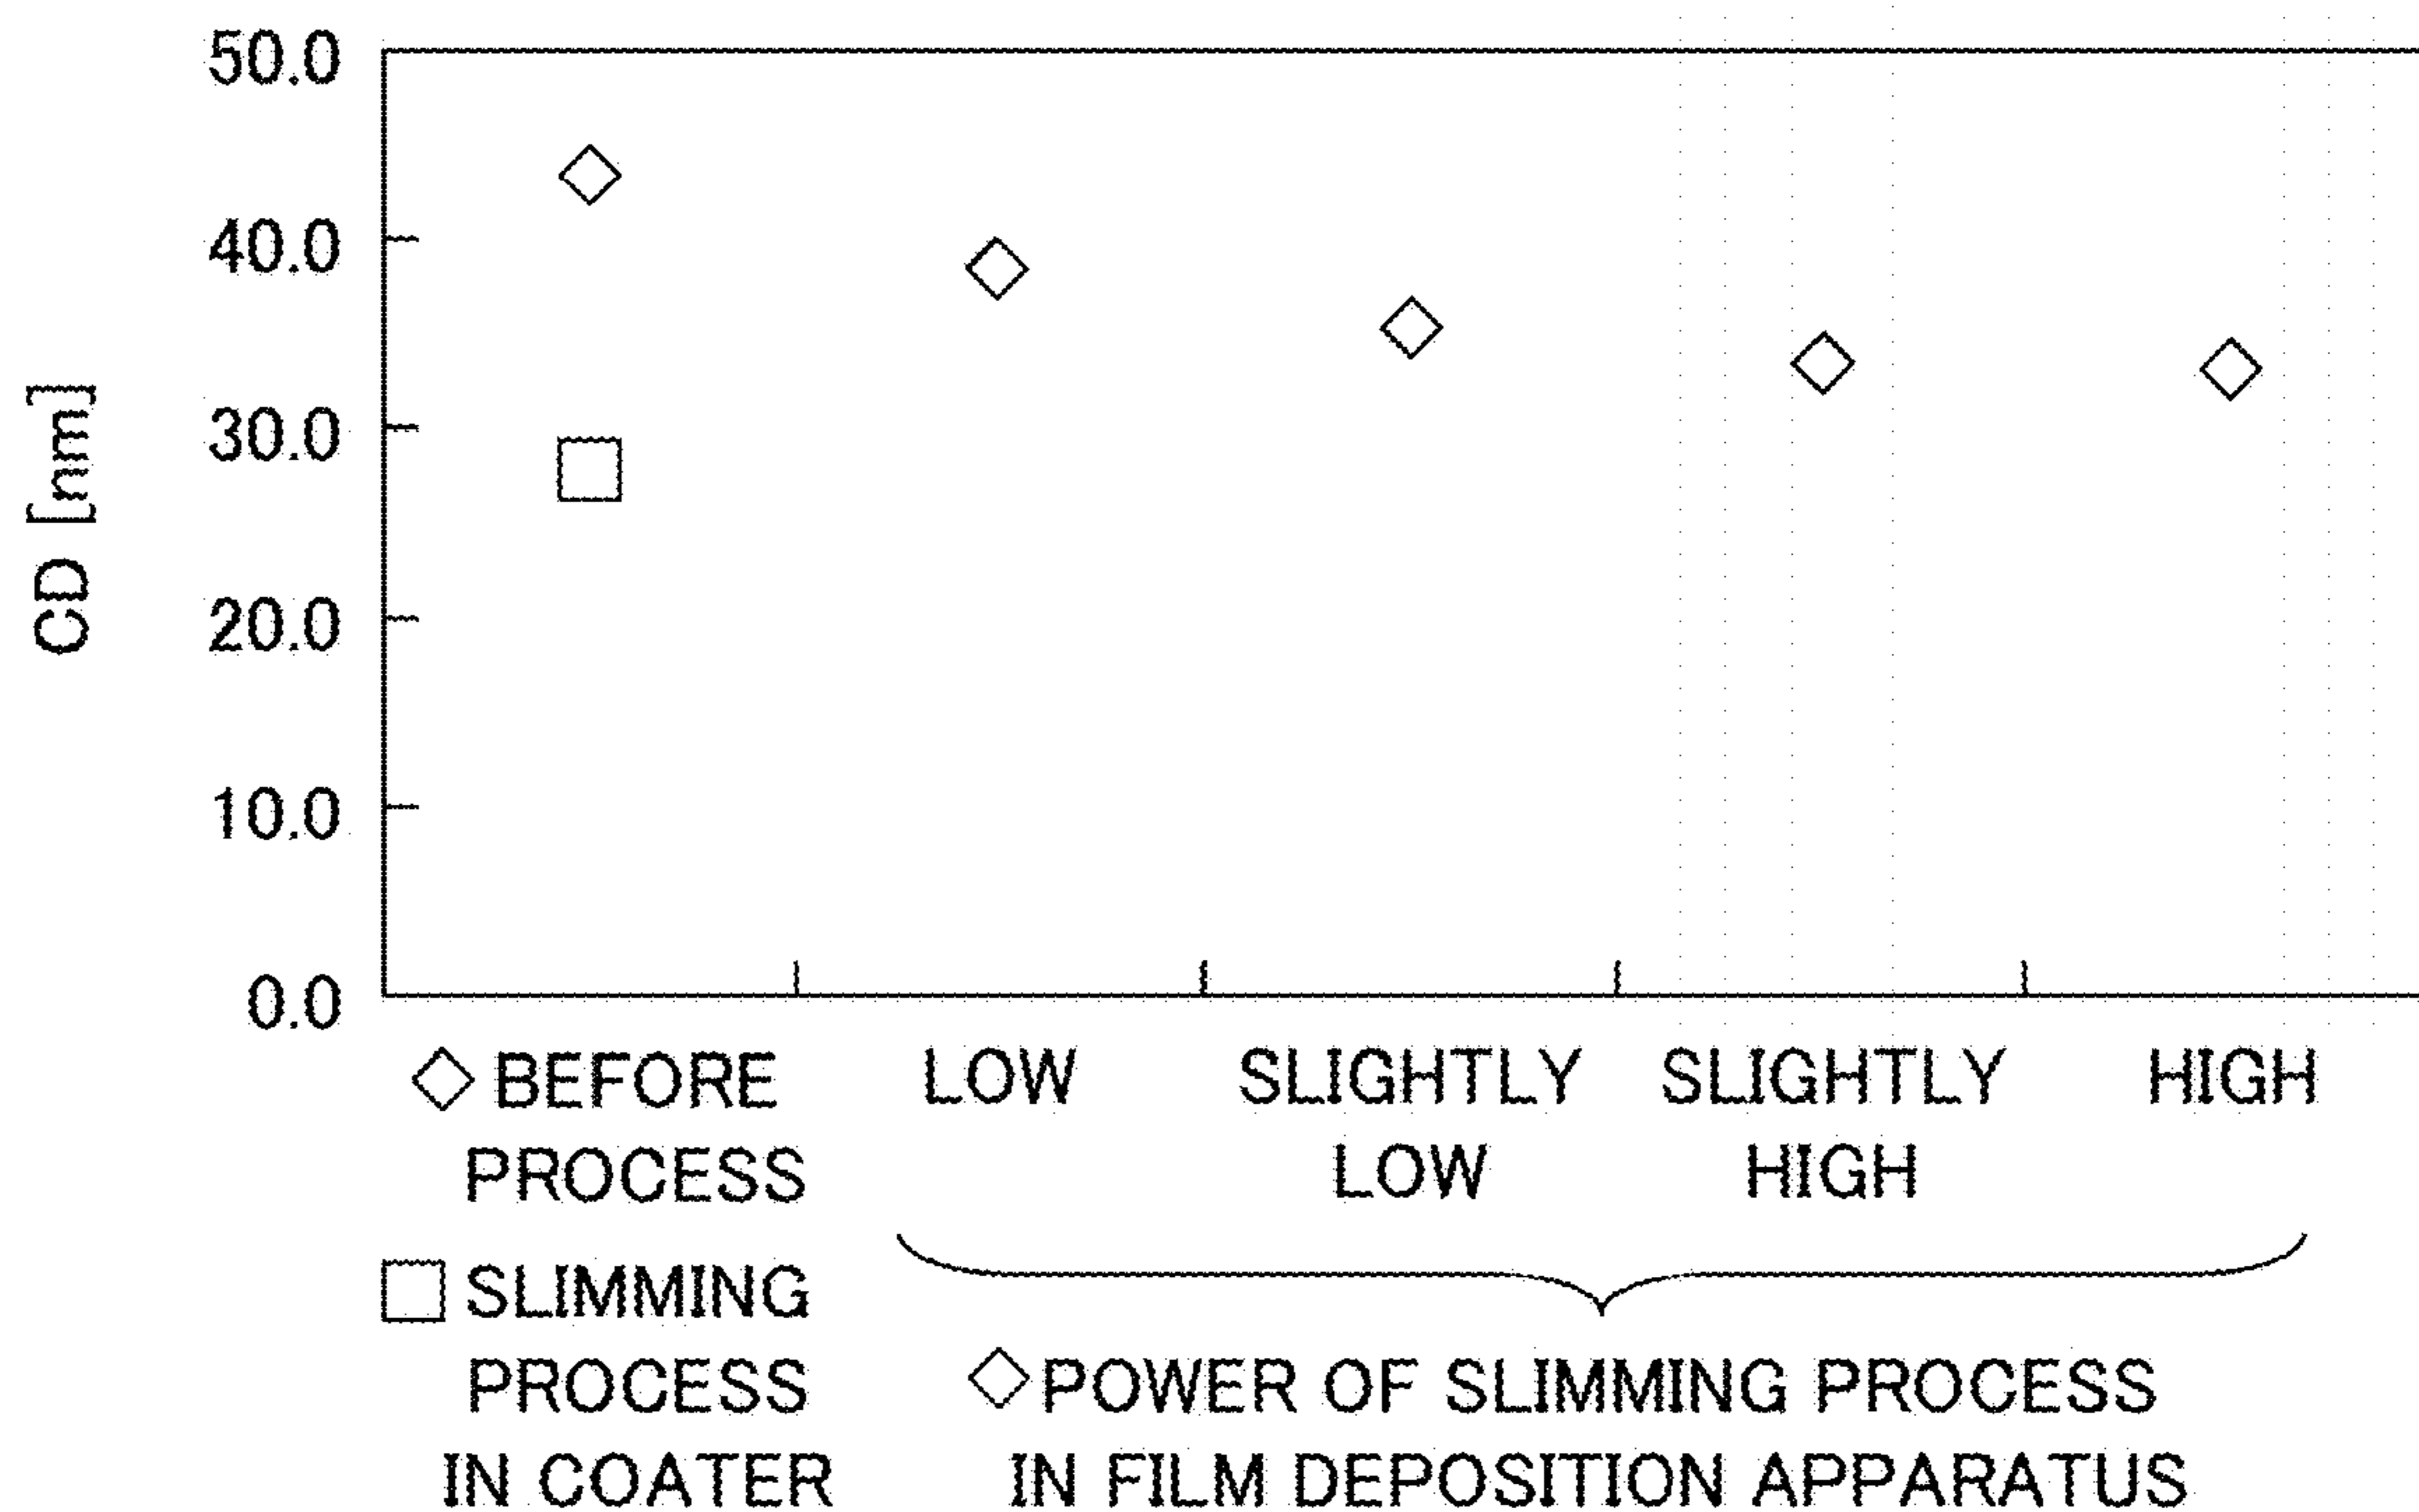 50.0
40.0
30.0
20.0
10.0
0.0
CD [nm]
BEFORE
PROCESS
SLIMMING
PROCESS
IN COATER
LOW
SLIGHTLY
LOW
SLIGHTLY
HIGH
HIGH
POWER OF SLIMMING PROCESS
IN FILM DEPOSITION APPARATUS